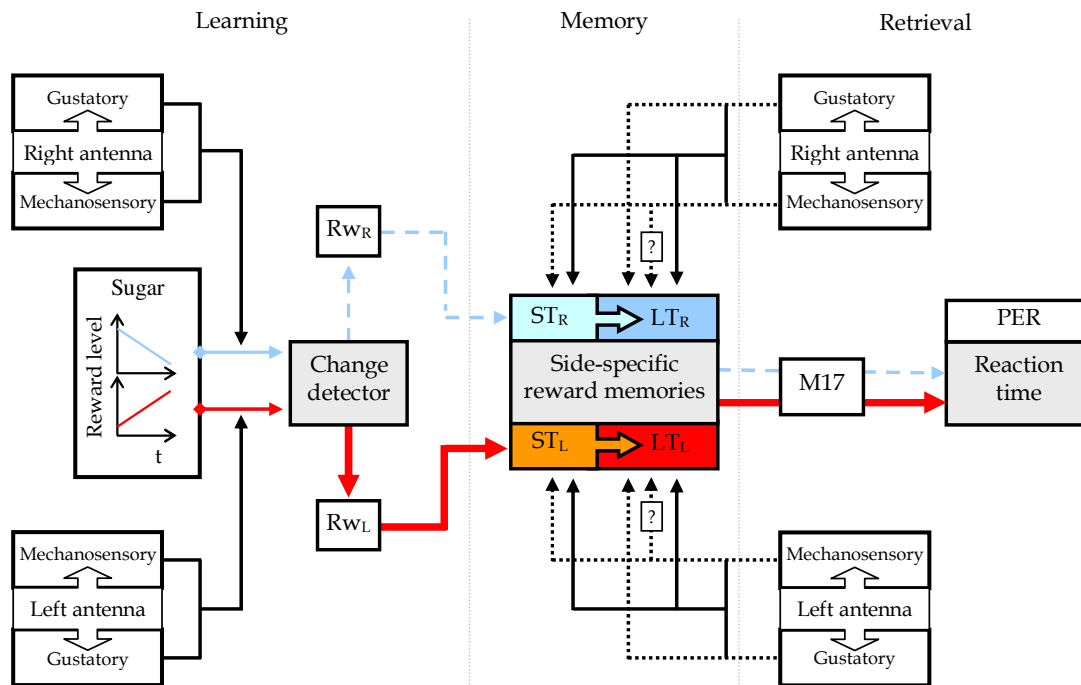 Learning
Memory
Retrieval
Gustatory
Right antenna
Mechanosensory
Sugar
Reward level
t
Mechanosensory
Left antenna
Gustatory
Change
detector
RwR
RwL
?
STR
LTR
Side-specific
reward memories
STL
LTL
?
Gustatory
Right antenna
Mechanosensory
M17
PER
Reaction
time
Mechanosensory
Left antenna
Gustatory